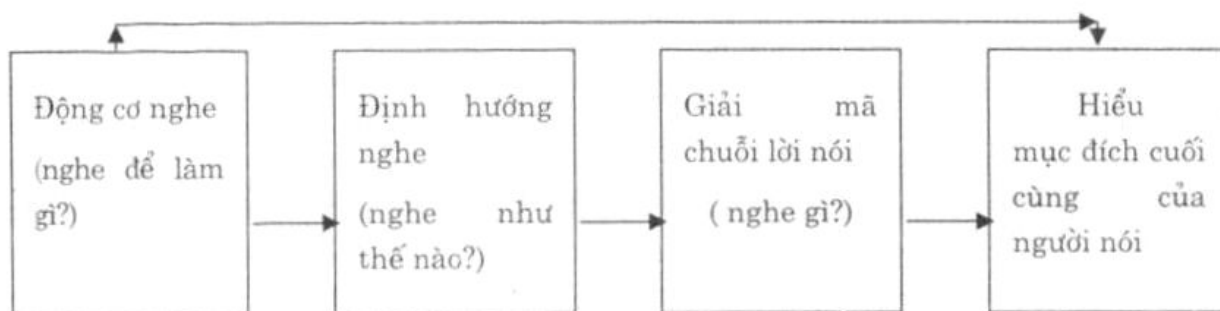 Động cơ nghe
(nghe để làm
gì?)
Định hướng
nghe
(nghe như
thế nào?)
Giải mã
chuỗi lời nói
( nghe gì?)
Hiểu
mục đích cuối
cùng của
người nói